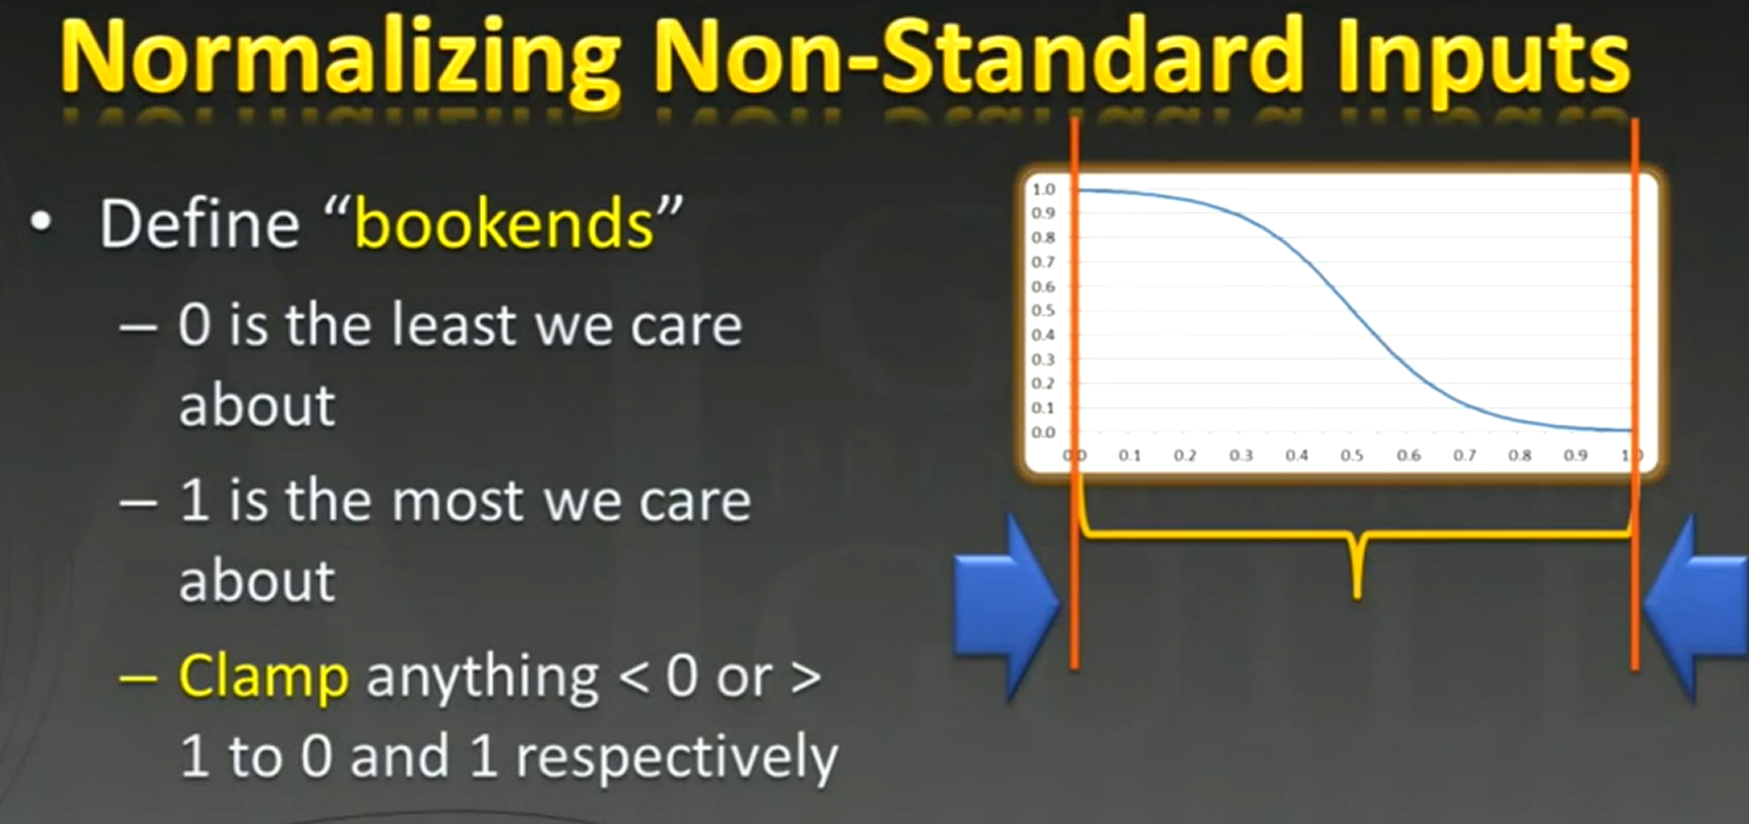 Normalizing Non-Standard Inputs
• Define “bookends”
– 0 is the least we care
about
– 1 is the most we care
about
– Clamp anything < 0 or >
1 to 0 and 1 respectively
1.0
0.9
0.8
0.7
0.6
0.5
0.4
0.3
0.2
0.1
0.0
0.0 0.1 0.2 0.3 0.4 0.5 0.6 0.7 0.8 0.9 1.0